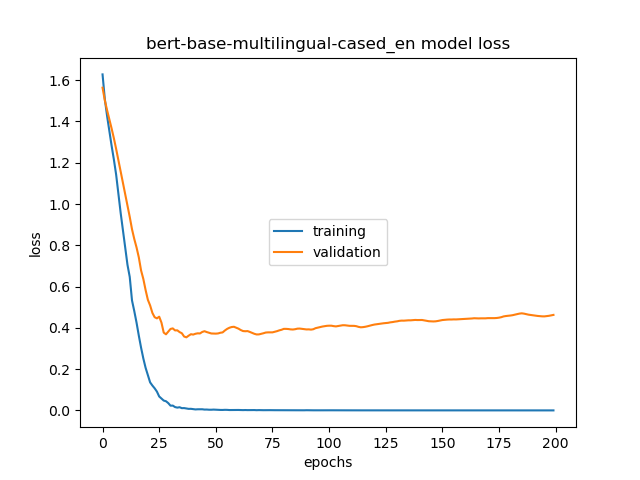 bert-base-multilingual-cased_en model loss
loss
1.6
1.4
1.2
1.0
0.8
0.6
0.4
0.2
0.0
training
validation
0 25 50 75 100 125 150 175 200
epochs